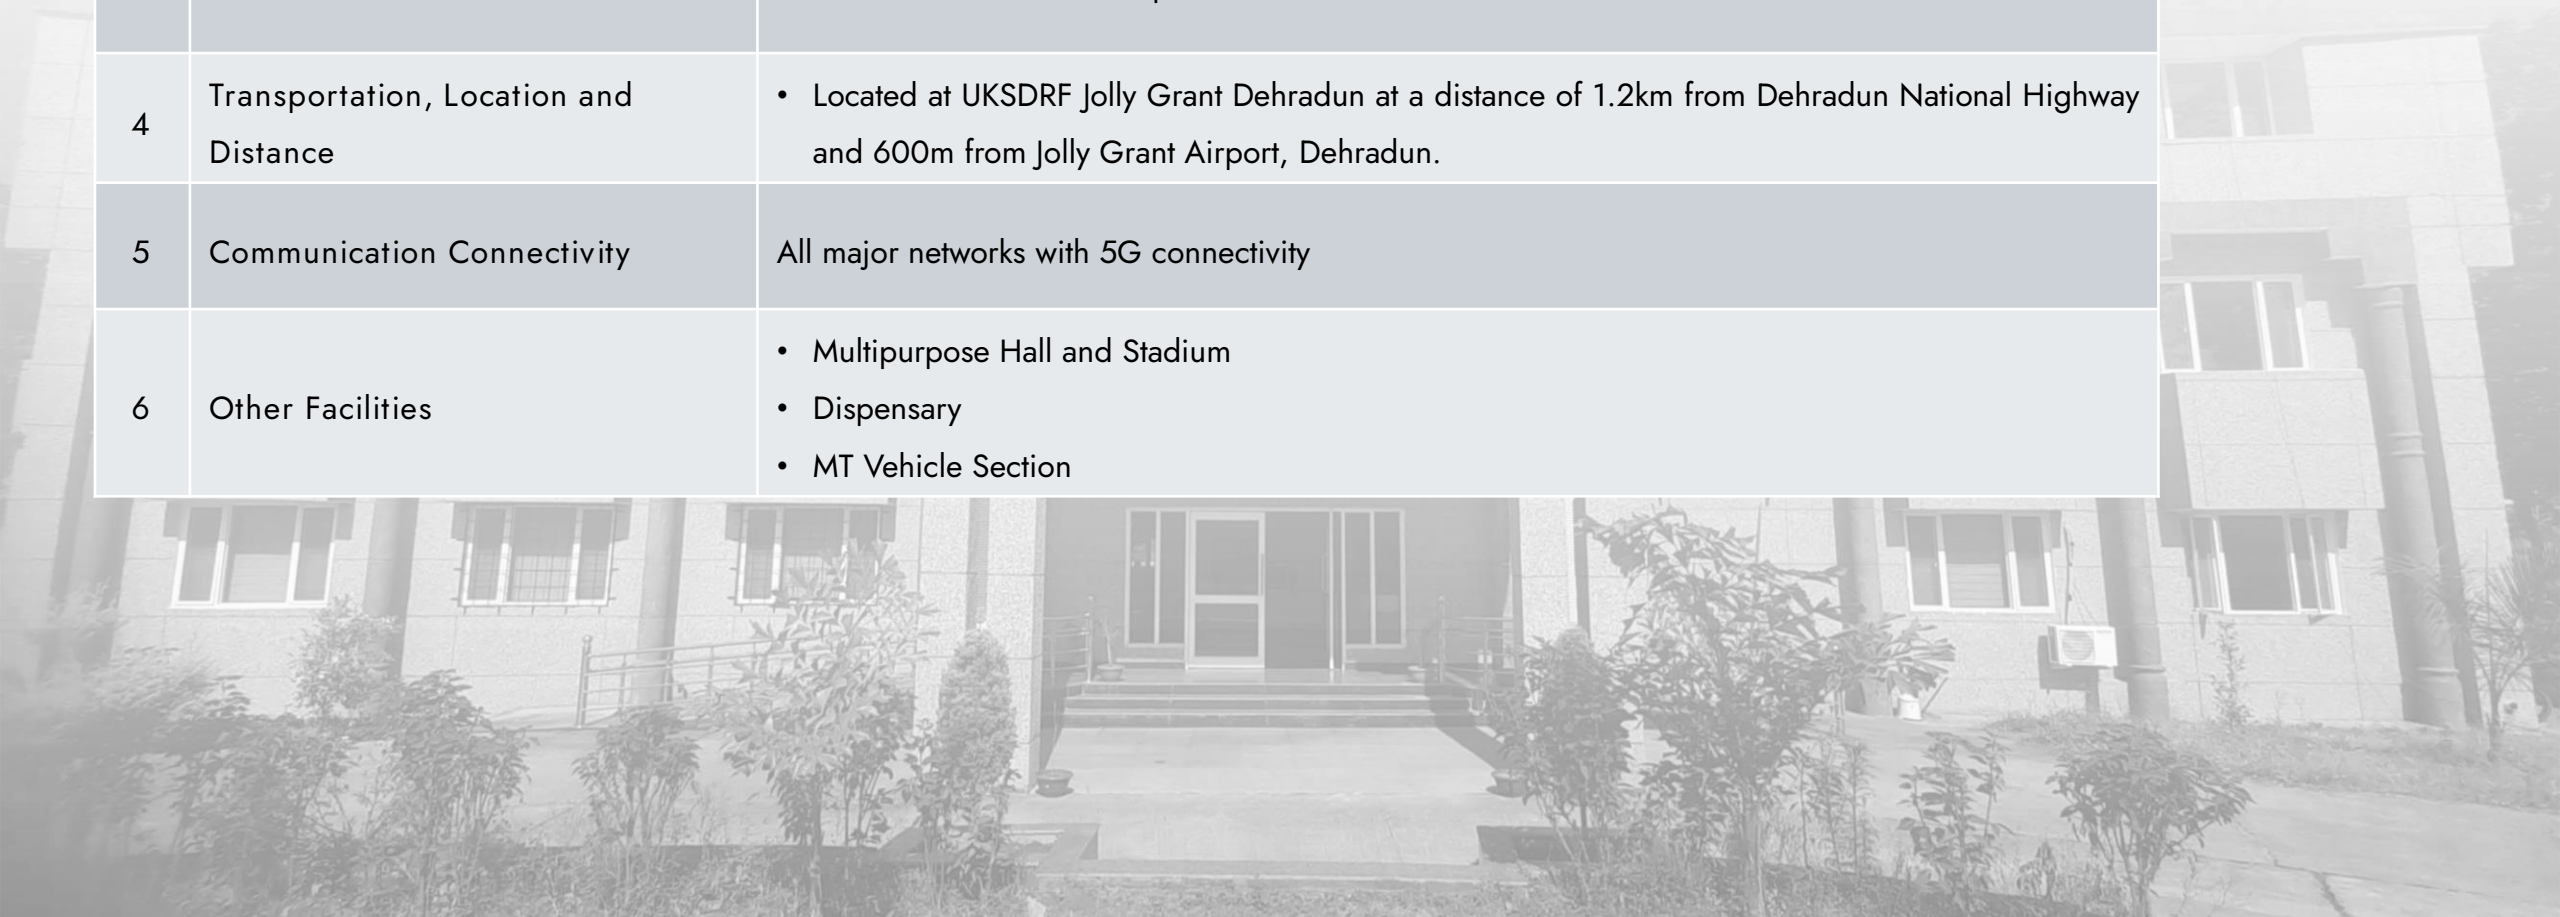 4
Transportation, Location and
Distance
• Located at UKSDRF Jolly Grant Dehradun at a distance of 1.2km from Dehradun National Highway
and 600m from Jolly Grant Airport, Dehradun.
5
Communication Connectivity
All major networks with 5G connectivity
6
Other Facilities
• Multipurpose Hall and Stadium
• Dispensary
• MT Vehicle Section